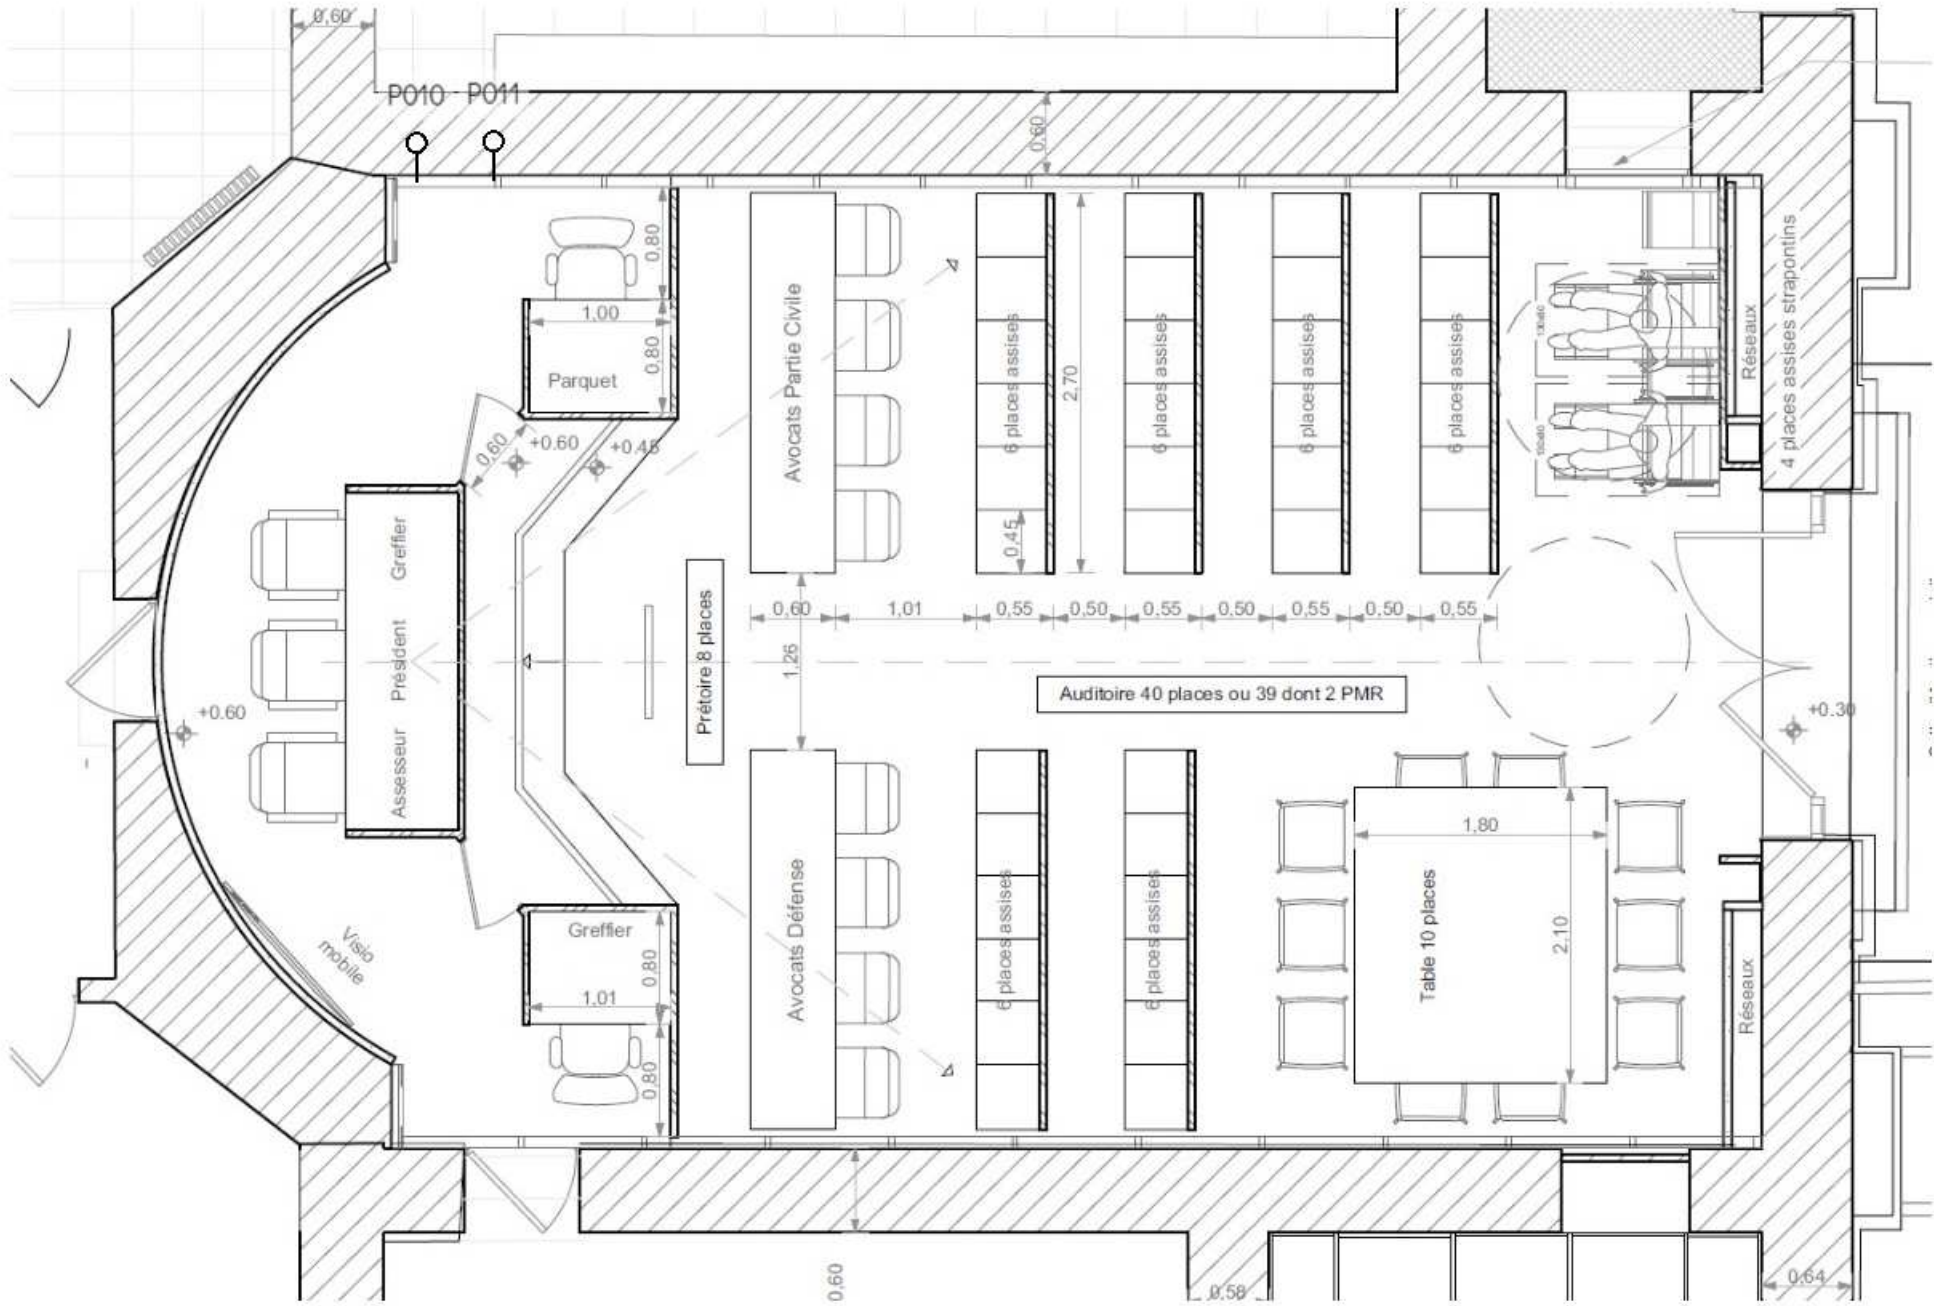 0,60
P010 P011
0,60
0,80
1,00
0,80
Parquet
0,60
+0.60
+0.45
Avocats Partie Civile
6 places assises
2,70
6 places assises
6 places assises
6 places assises
0,45
130x80
130x80
Réseaux
4 places assises strapontins
Greffier
Président
Assesseur
+0.60
Prétoire 8 places
0,60
1,01
0,55
0,50
0,55
0,50
0,55
0,50
0,55
1,26
Auditoire 40 places ou 39 dont 2 PMR
+0.30
Visio
mobile
Greffier
0,80
1,01
0,80
Avocats Défense
6 places assises
6 places assises
1,80
Table 10 places
2,10
Réseaux
0,60
0,58
0,64